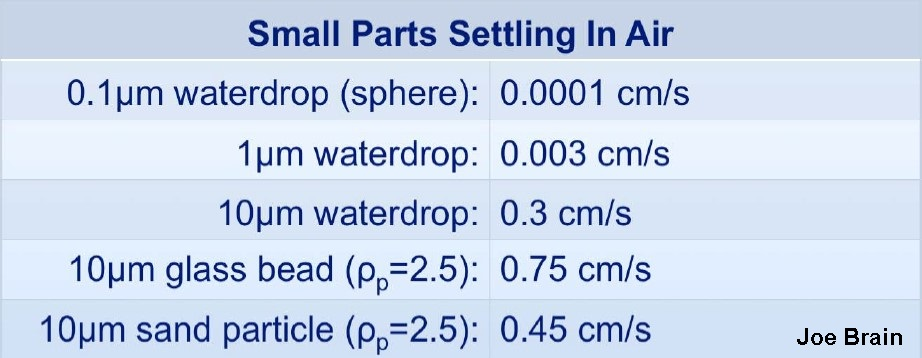 Small Parts Settling In Air
0.1µm waterdrop (sphere): 0.0001 cm/s
1µm waterdrop: 0.003 cm/s
10µm waterdrop: 0.3 cm/s
10µm glass bead (ρp=2.5): 0.75 cm/s
10µm sand particle (ρp=2.5): 0.45 cm/s
Joe Brain